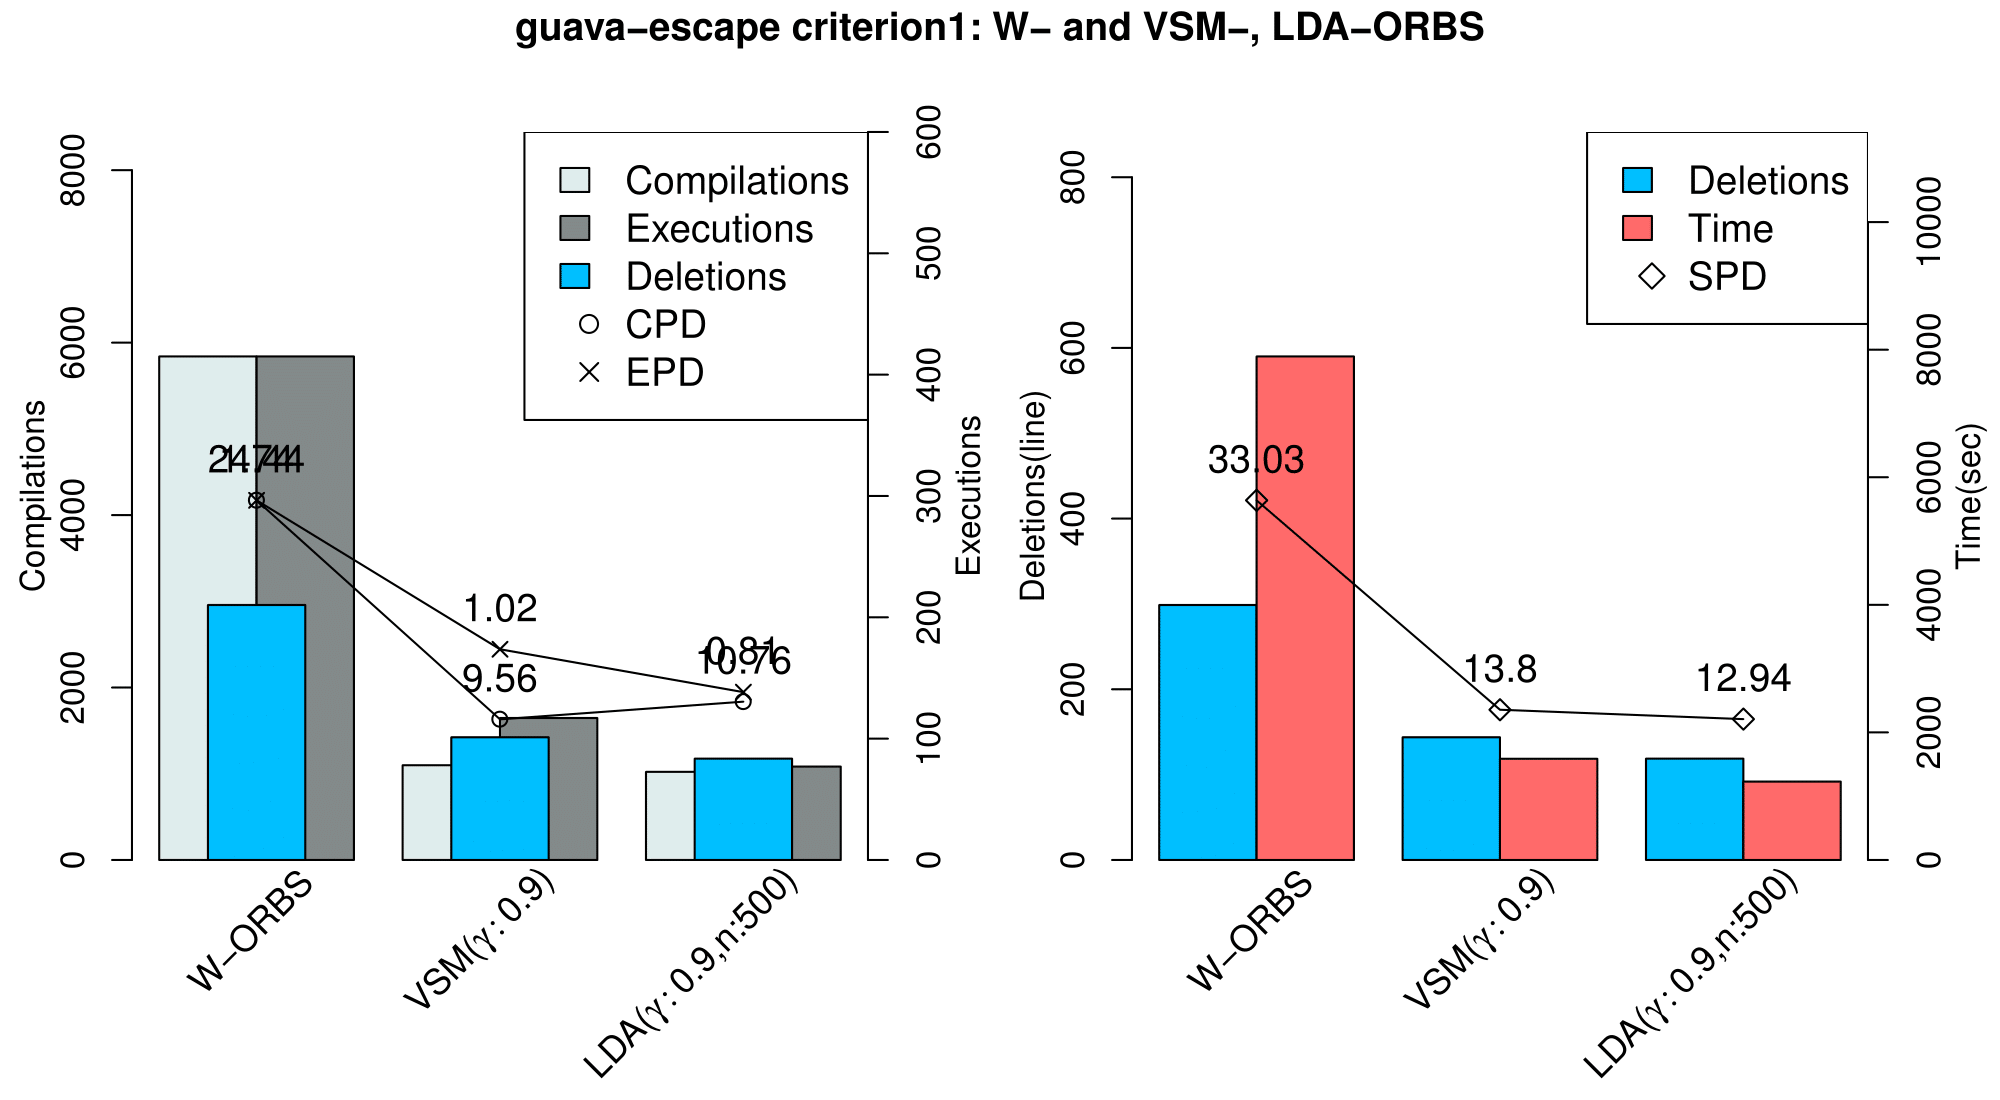 guava−escape criterion1: W− and VSM−, LDA−ORBS
Compilations
0
2000
4000
6000
8000
Compilations
Executions
Deletions
CPD
EPD
24.44
1.74
1.02
9.56
0.81
10.76
0
100
200
300
400
500
600
Executions
W−ORBS
VSM(γ: 0.9)
LDA(γ: 0.9,n:500)
Deletions(line)
0
200
400
600
800
Deletions
Time
SPD
33.03
13.8
12.94
0
2000
4000
6000
8000
10000
Time(sec)
W−ORBS
VSM(γ: 0.9)
LDA(γ: 0.9,n:500)